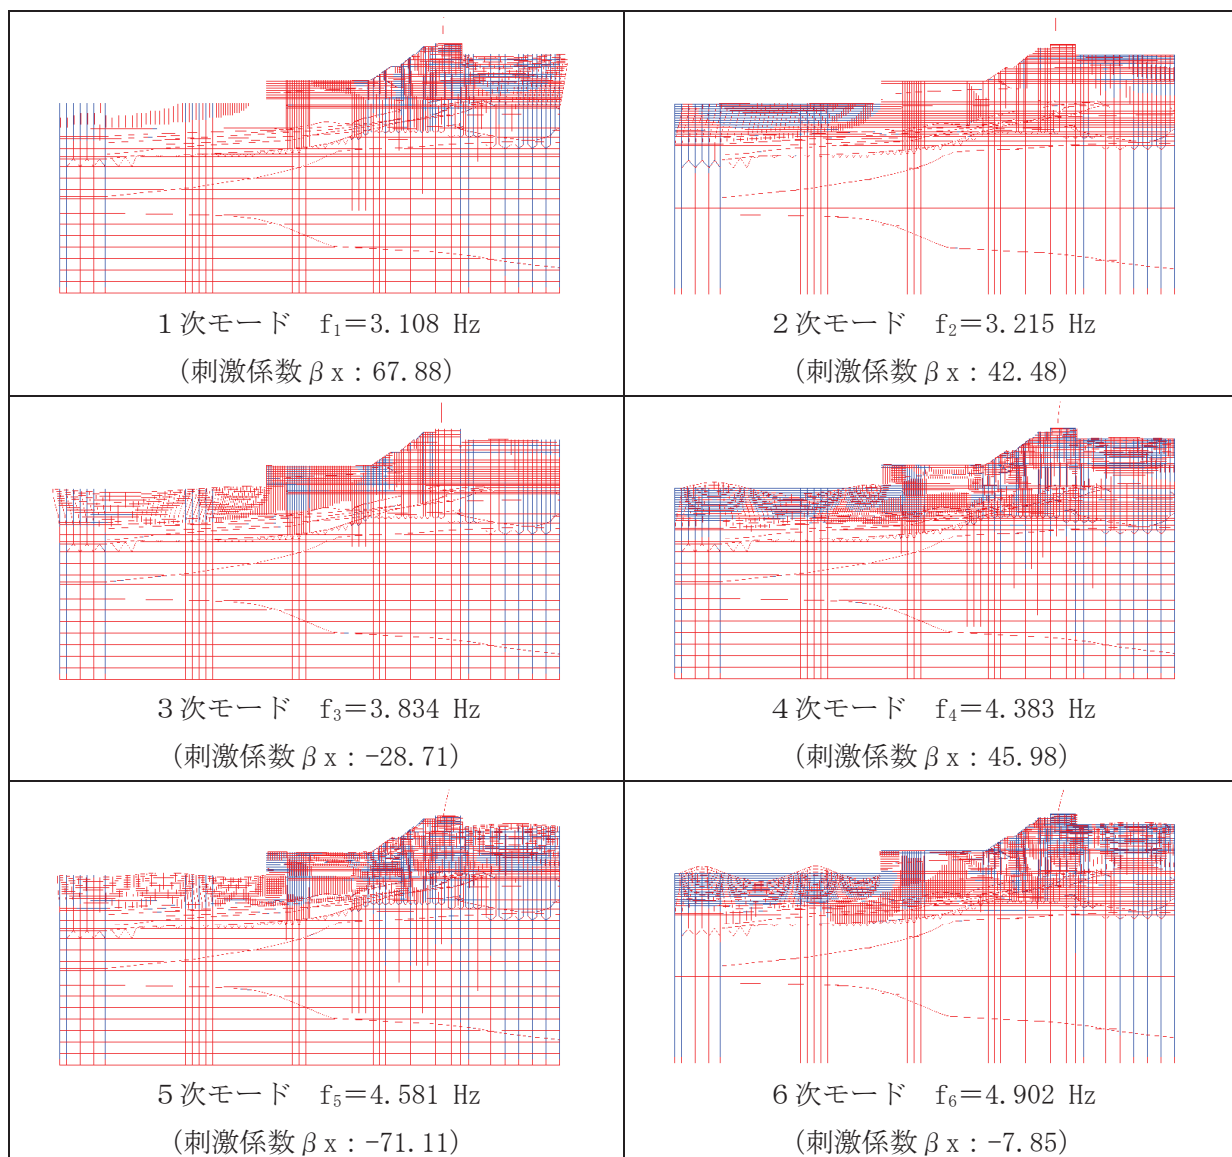 １次モード　f₁＝3.108 Hz
(刺激係数βx：67.88)
２次モード　f₂＝3.215 Hz
(刺激係数βx：42.48)
３次モード　f₃＝3.834 Hz
(刺激係数βx：-28.71)
４次モード　f₄＝4.383 Hz
(刺激係数βx：45.98)
５次モード　f₅＝4.581 Hz
(刺激係数βx：-71.11)
６次モード　f₆＝4.902 Hz
(刺激係数βx：-7.85)